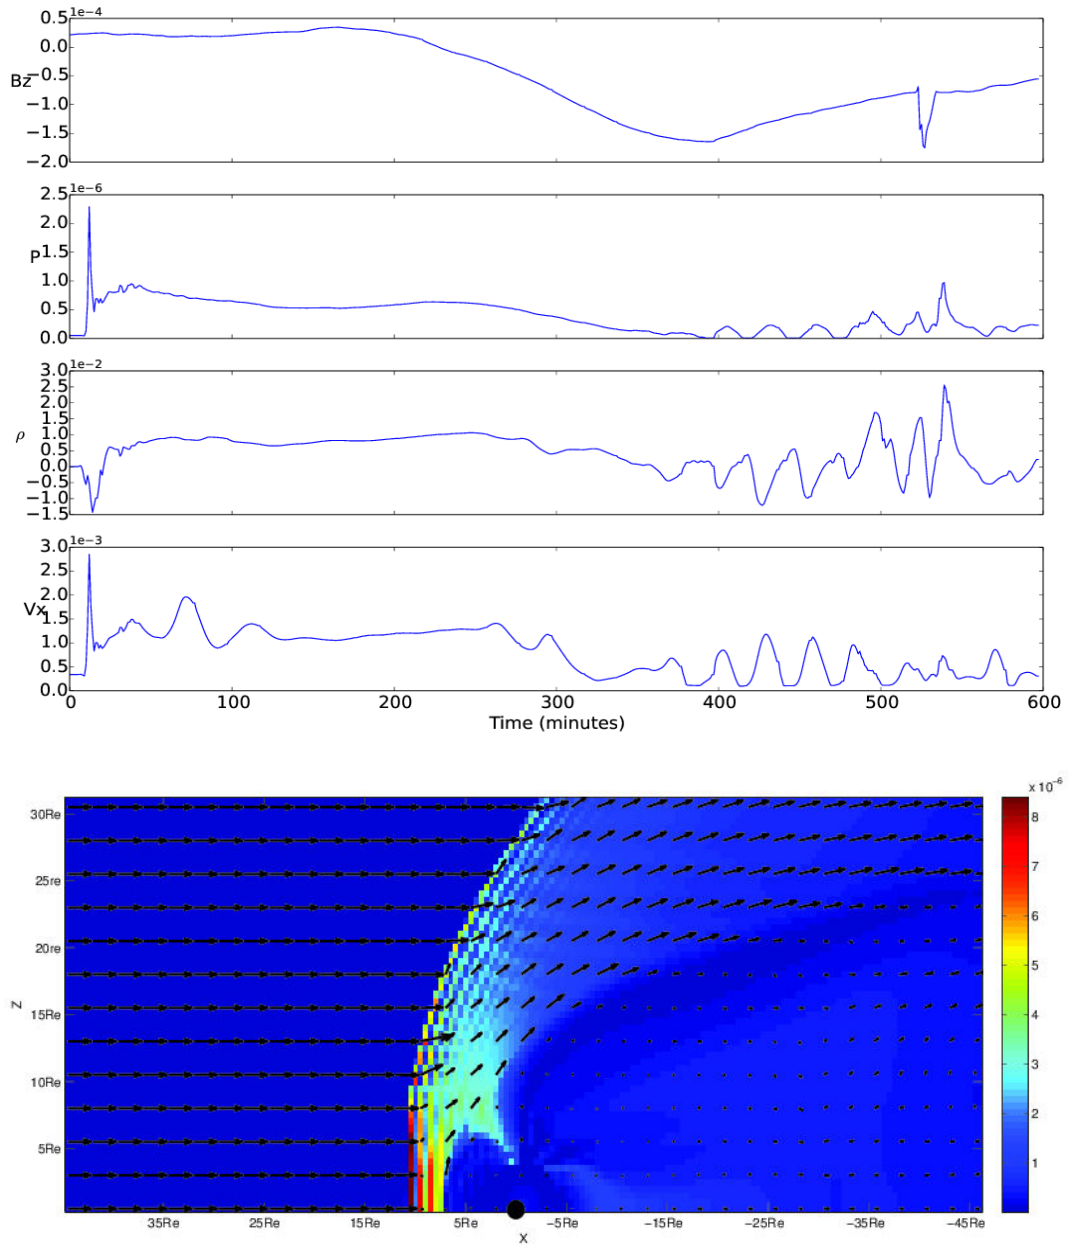 1e−4
0.5
0.0
−0.5
−1.0
−1.5
−2.0
Bz
1e−6
2.5
2.0
1.5
1.0
0.5
0.0
P
1e−2
3.0
2.5
2.0
1.5
1.0
0.5
0.0
−0.5
−1.0
−1.5
ρ
1e−3
3.0
2.5
2.0
1.5
1.0
0.5
0.0
Vx
0 100 200 300 400 500 600
Time (minutes)
x 10⁻⁶
30Re
25re
20re
15Re
10Re
5Re
Z
35Re 25Re 15Re 5Re −5Re −15Re −25Re −35Re −45Re
X
8
7
6
5
4
3
2
1